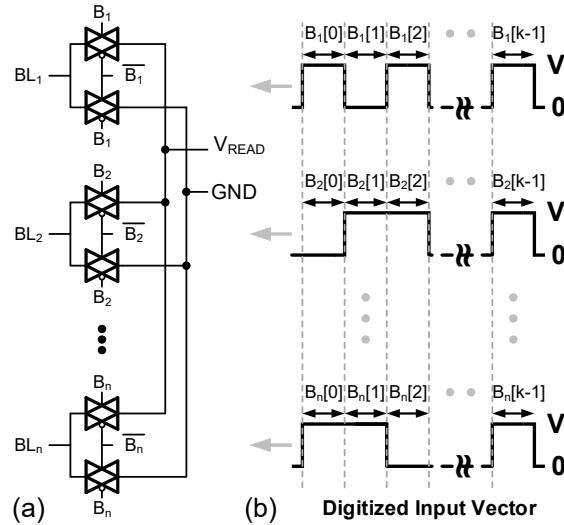 B1
BL1
B1
B1
VREAD
GND
B2
BL2
B2
B2
Bn
BLn
Bn
Bn
(a)
B1[0] B1[1] B1[2] B1[k-1]
V
0
B2[0] B2[1] B2[2] B2[k-1]
V
0
Bn[0] Bn[1] Bn[2] Bn[k-1]
V
0
(b) Digitized Input Vector